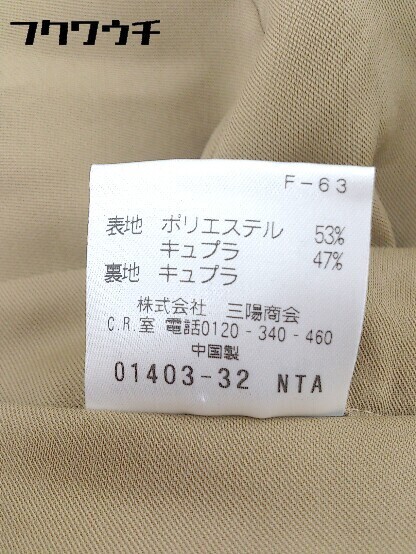 フクワウチ
F-63
表地 ポリエステル 53%
キュプラ 47%
裏地 キュプラ
株式会社 三陽商会
C.R.室 電話0120-340-460
中国製
01403-32 NTA